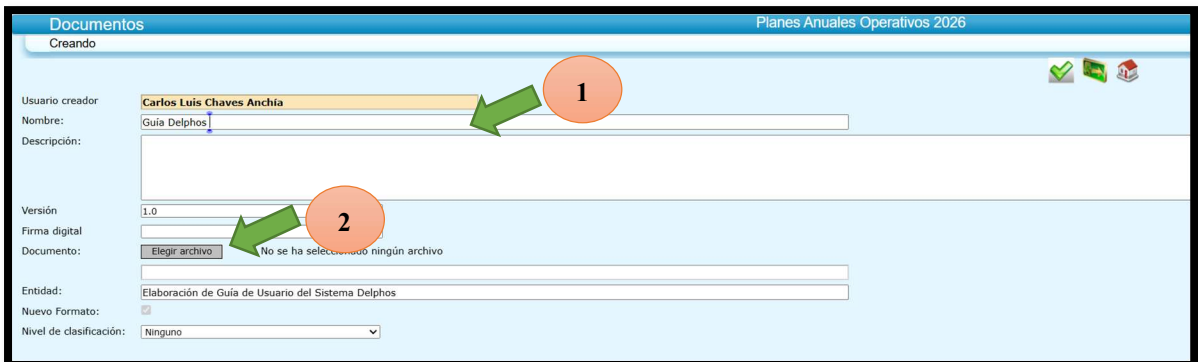 Documentos Planes Anuales Operativos 2026
Creando
1
Usuario creador Carlos Luis Chaves Anchía
Nombre: Guía Delphos
Descripción:
Versión 1.0
2
Firma digital
Documento: Elegir archivo No se ha seleccionado ningún archivo
Entidad: Elaboración de Guía de Usuario del Sistema Delphos
Nuevo Formato:
Nivel de clasificación: Ninguno